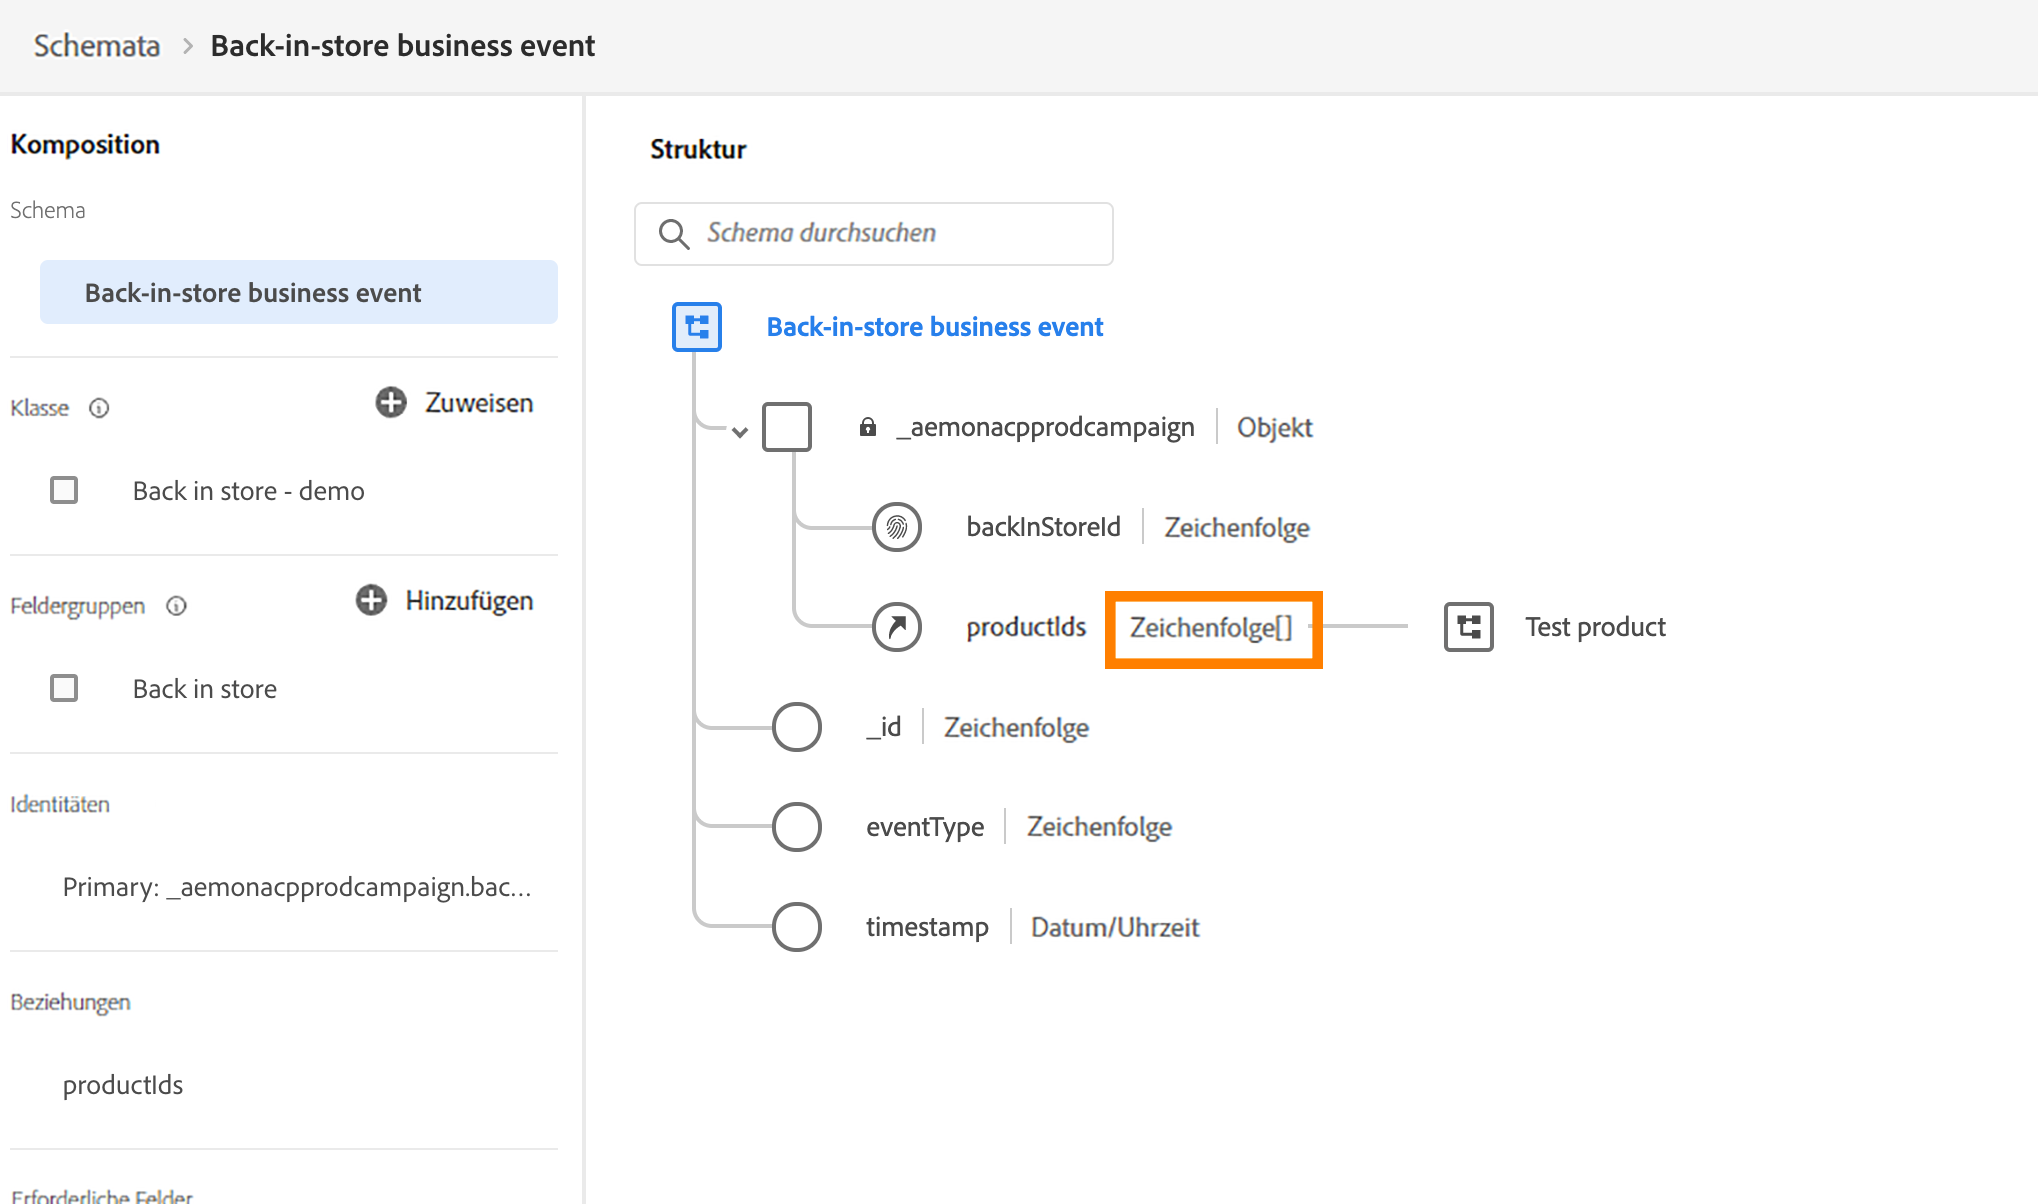 Schemata > Back-in-store business event
Komposition
Schema
Back-in-store business event
Klasse
Zuweisen
Back in store - demo
Feldergruppen
Hinzufügen
Back in store
Identitäten
Primary: _aemonacpprodcampaign.bac...
Beziehungen
productIds
Erforderliche Felder
Struktur
Schema durchsuchen
Back-in-store business event
_aemonacpprodcampaign | Objekt
backInStoreId | Zeichenfolge
productIds Zeichenfolge[] Test product
_id | Zeichenfolge
eventType | Zeichenfolge
timestamp | Datum/Uhrzeit